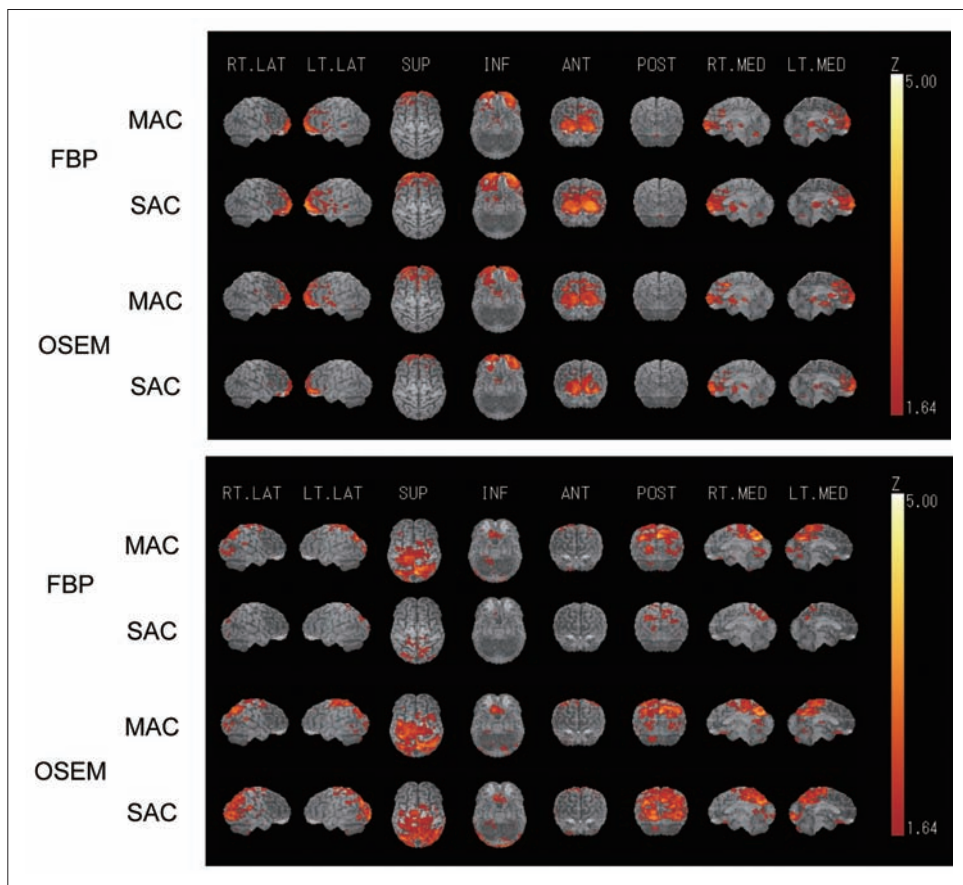 RT.LAT LT.LAT SUP INF ANT POST RT.MED LT.MED Z
5.00
MAC
FBP
SAC
MAC
OSEM
SAC
1.64
RT.LAT LT.LAT SUP INF ANT POST RT.MED LT.MED Z
5.00
MAC
FBP
SAC
MAC
OSEM
SAC
1.64